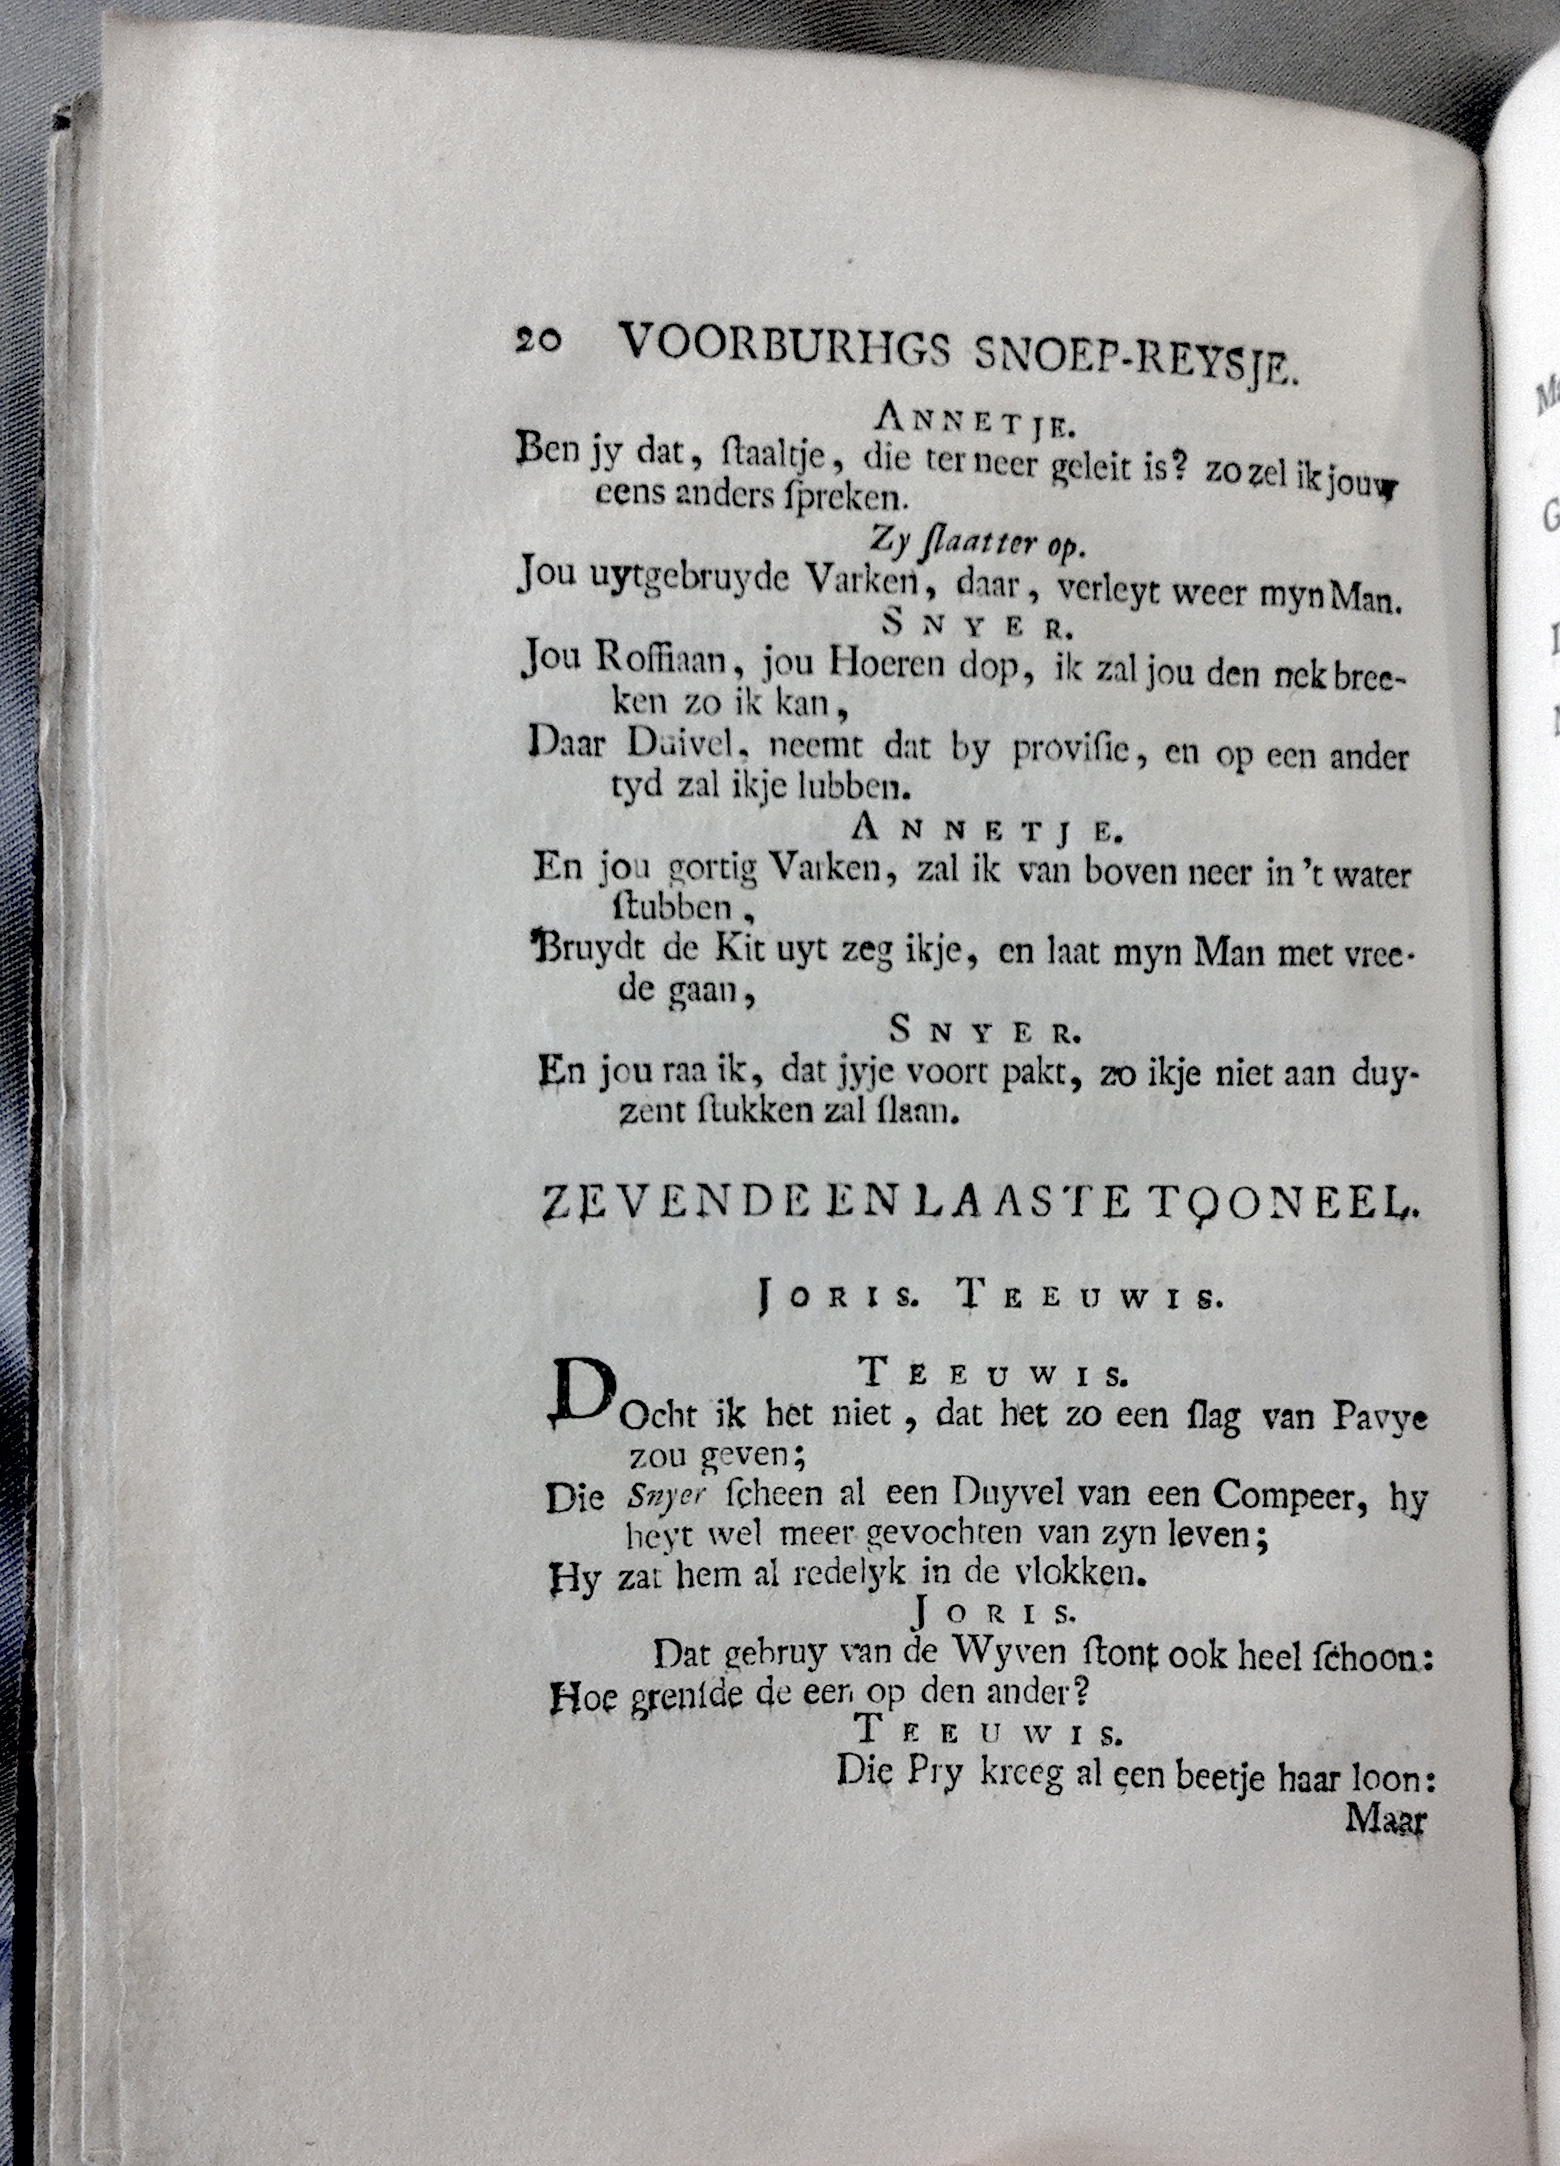 20 VOORBURHGS SNOEP-REYSJE.
ANNETJE.
Ben jy dat, ſtaaltje, die ter neer geleit is? zo zel ik jouw
eens anders ſpreken.
Zy ſlaatter op.
Jou uytgebruyde Varken, daar, verleyt weer myn Man.
SNYER.
Jou Roffiaan, jou Hoeren dop, ik zal jou den nek bree-
ken zo ik kan,
Daar Duivel, neemt dat by proviſie, en op een ander
tyd zal ikje lubben.
ANNETJE.
En jou gortig Varken, zal ik van boven neer in 't water
ſtubben,
Bruydt de Kit uyt zeg ikje, en laat myn Man met vree-
de gaan,
SNYER.
En jou raa ik, dat jyje voort pakt, zo ikje niet aan duy-
zent ſtukken zal ſlaan.
ZEVENDE EN LAASTE TOONEEL.
JORIS. TEEUWIS.
TEEUWIS.
DOcht ik het niet, dat het zo een ſlag van Pavye
zou geven;
Die Snyer ſcheen al een Duyvel van een Compeer, hy
heyt wel meer gevochten van zyn leven;
Hy zat hem al redelyk in de vlokken.
JORIS.
Dat gebruy van de Wyven ſtont ook heel ſchoon:
Hoe grenſde de een op den ander?
TEEUWIS.
Die Pry kreeg al een beetje haar loon:
Maar